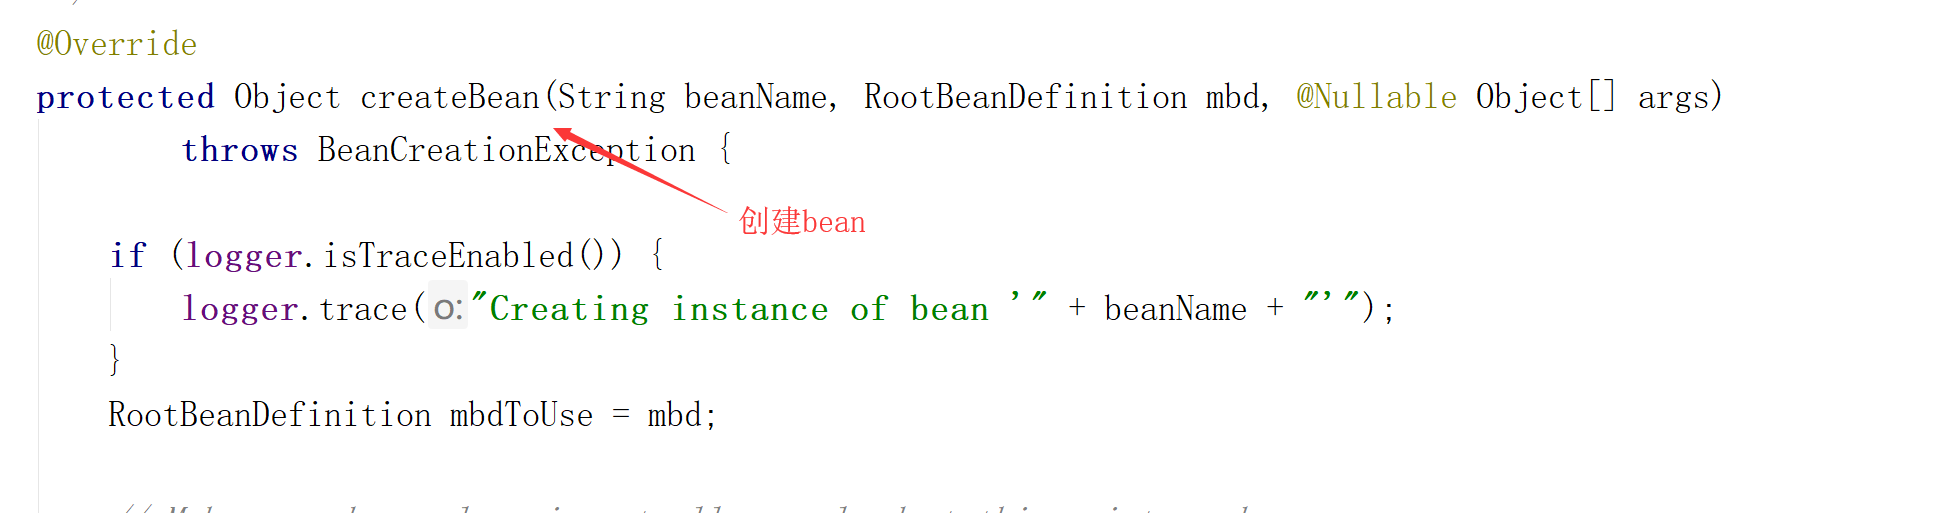 @Override
protected Object createBean(String beanName, RootBeanDefinition mbd, @Nullable Object[] args)
throws BeanCreationException {
创建bean
if (logger.isTraceEnabled()) {
logger.trace(o:"Creating instance of bean '" + beanName + "'");
}
RootBeanDefinition mbdToUse = mbd;